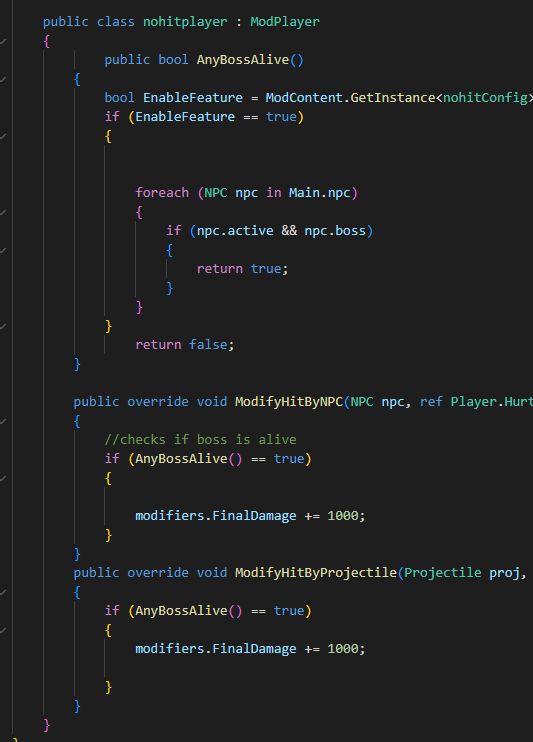 public class nohitplayer : ModPlayer
{
public bool AnyBossAlive()
{
bool EnableFeature = ModContent.GetInstance<nohitConfig>
if (EnableFeature == true)
{
foreach (NPC npc in Main.npc)
{
if (npc.active && npc.boss)
{
return true;
}
}
}
return false;
}
public override void ModifyHitByNPC(NPC npc, ref Player.Hurt
{
//checks if boss is alive
if (AnyBossAlive() == true)
{
modifiers.FinalDamage += 1000;
}
}
public override void ModifyHitByProjectile(Projectile proj,
{
if (AnyBossAlive() == true)
{
modifiers.FinalDamage += 1000;
}
}
}
}